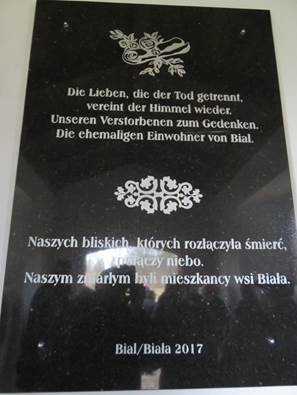 Die Lieben, die der Tod getrennt,
vereint der Himmel wieder.
Unseren Verstorbenen zum Gedenken.
Die ehemaligen Einwohner von Bial.
Naszych bliskich, których rozłączyła śmierć,
złączy niebo.
Naszym zmarłym byli mieszkancy wsi Biała.
Bial/Biała 2017